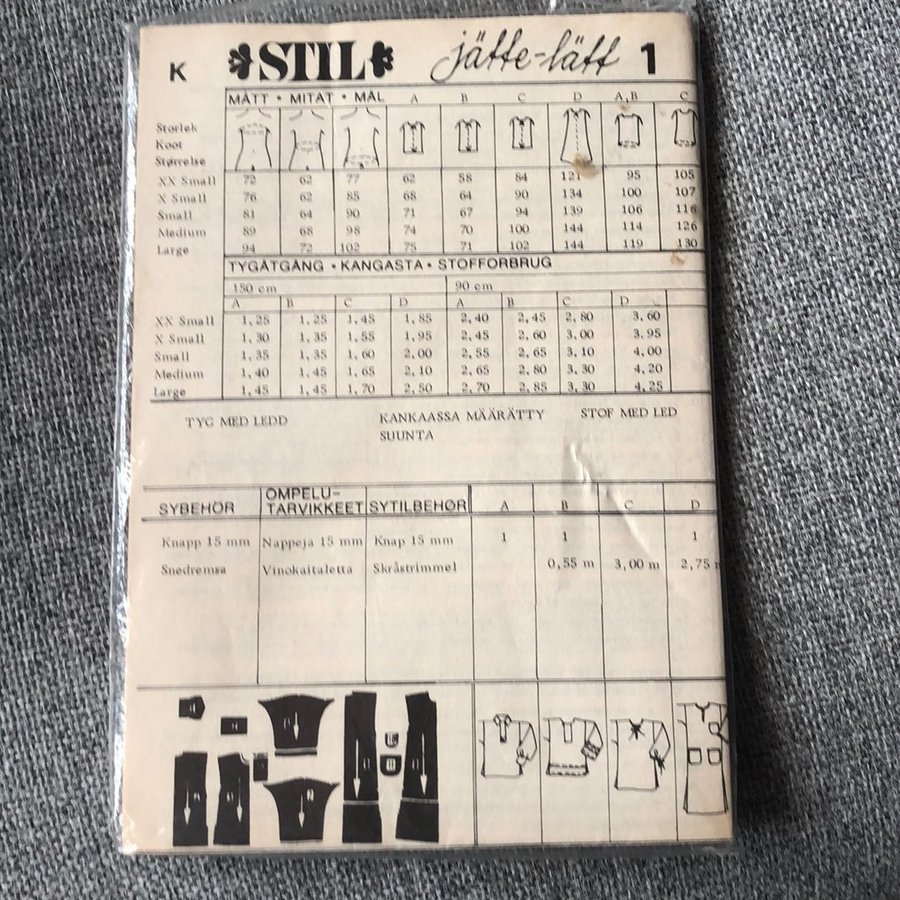 K STIL jätte-lätt 1
MÅTT • MITAT • MÅL A B C D A,B C
Storlek
Koot
Størrelse
XX Small 72 62 77 62 58 84 121 95 105
X Small 76 62 85 68 64 90 134 100 107
Small 81 64 90 71 67 94 139 106 116
Medium 89 68 98 74 70 100 144 114 126
Large 94 72 102 75 71 102 144 119 130
TYGÅTGÅNG • KANGASTA • STOFFORBRUG
150 cm 90 cm
A B C D A B C D
XX Small 1,25 1,25 1,45 1,85 2,40 2,45 2,80 3,60
X Small 1,30 1,35 1,55 1,95 2,45 2,60 3,00 3,95
Small 1,35 1,35 1,60 2,00 2,55 2,65 3,10 4,00
Medium 1,40 1,45 1,65 2,10 2,65 2,80 3,30 4,20
Large 1,45 1,45 1,70 2,50 2,70 2,85 3,30 4,25
TYG MED LEDD KANKAASSA MÄÄRÄTTY STOF MED LED
SUUNTA
SYBEHÖR OMPELU-TARVIKKEET SYTILBEHØR A B C D
Knapp 15 mm Nappeja 15 mm Knap 15 mm 1 1 1
Snedremsa Vinokaitaletta Skråstrimmel 0,55 m 3,00 m 2,75 m